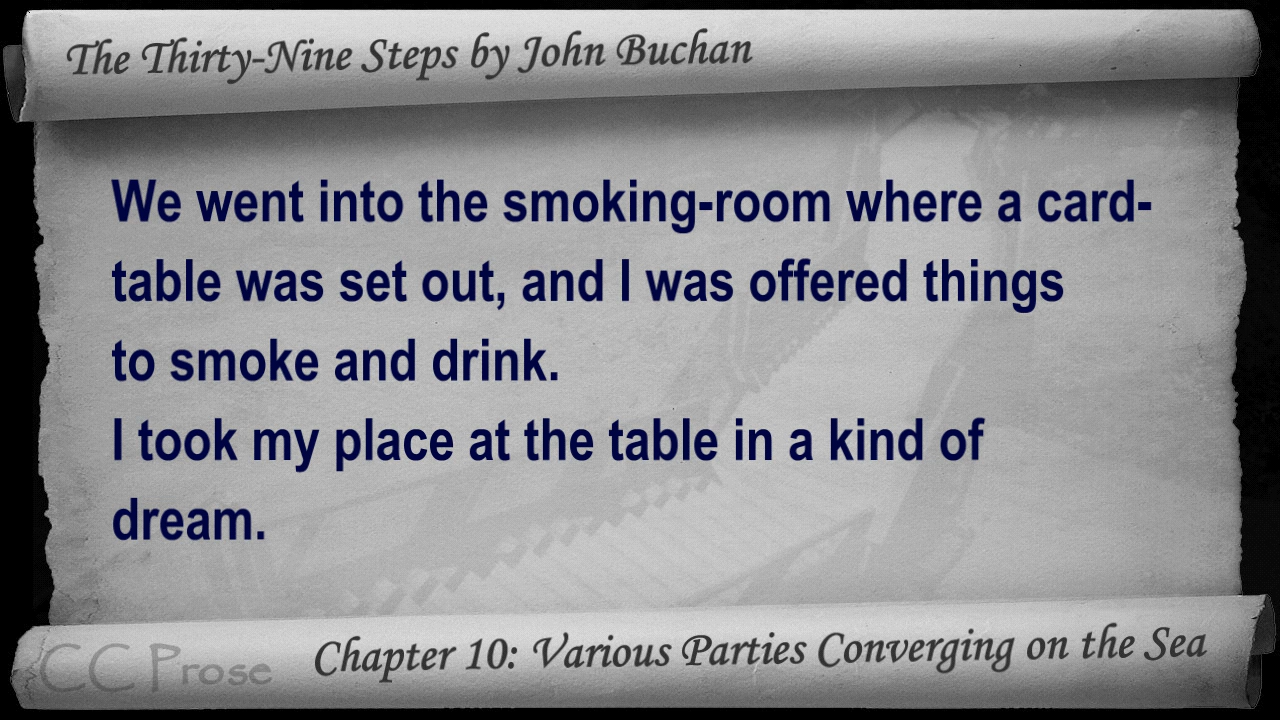 The Thirty-Nine Steps by John Buchan
We went into the smoking-room where a card-
table was set out, and I was offered things
to smoke and drink.
I took my place at the table in a kind of
dream.
CC Prose
Chapter 10: Various Parties Converging on the Sea